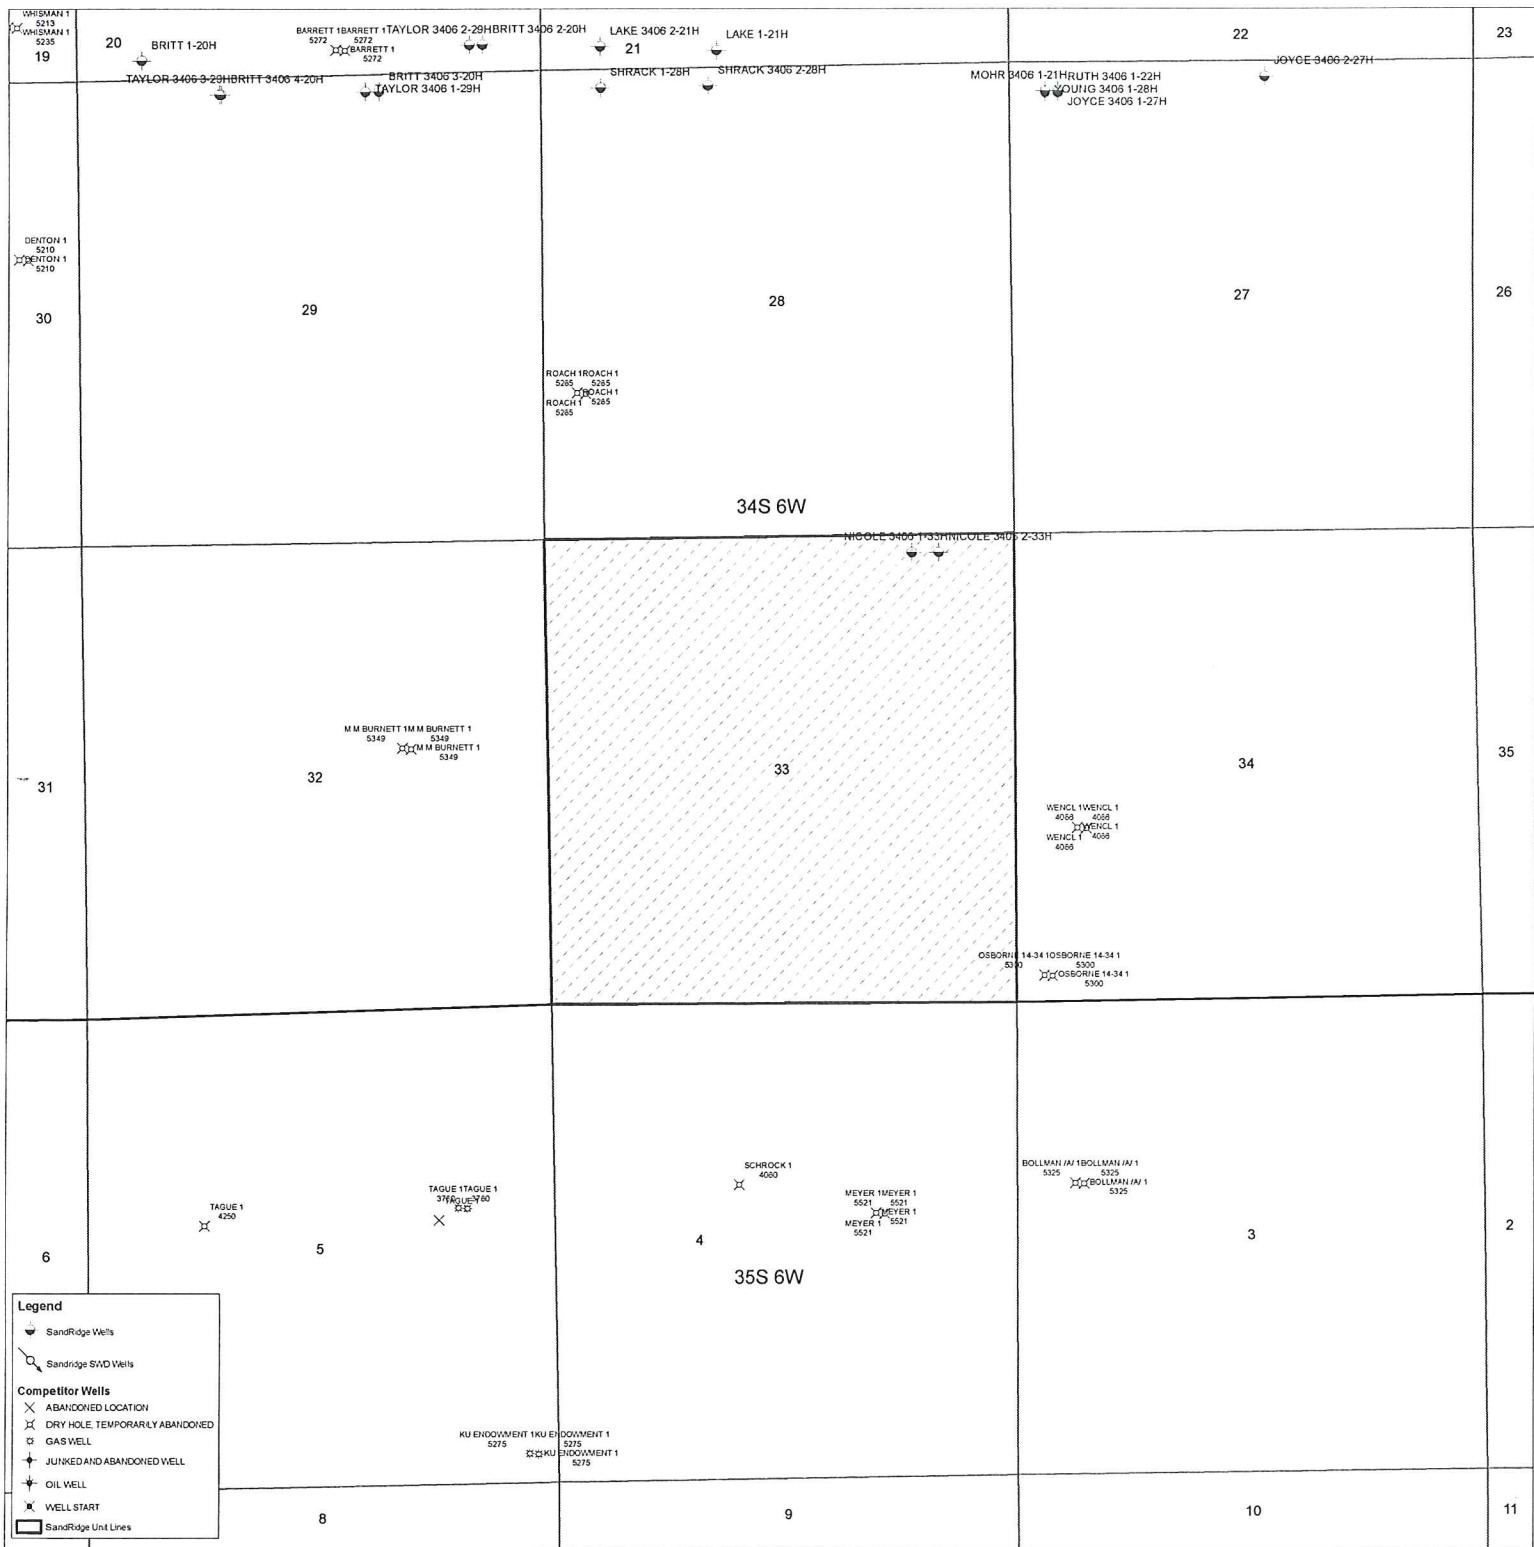 WHISMAN 1
5213
WHISMAN 1
5235
19
20
BRITT 1-20H
BARRETT 1BARRETT 1
5272 5272
BARRETT 1
5272
TAYLOR 3406 2-29HBRITT 3406 2-20H
LAKE 3406 2-21H
21
LAKE 1-21H
22
23
TAYLOR 3406 3-29HBRITT 3406 4-20H
BRITT 3406 3-20H
TAYLOR 3406 1-29H
SHRACK 1-28H
SHRACK 3406 2-28H
MOHR 3406 1-21HRUTH 3406 1-22H
YOUNG 3406 1-28H
JOYCE 3406 1-27H
JOYCE 3406 2-27H
DENTON 1
5210
DENTON 1
5210
30
29
28
27
26
ROACH 1ROACH 1
5285 5285
ROACH 1
5285
ROACH 1
5285
34S 6W
NICOLE 3406 1-33HNICOLE 3406 2-33H
M M BURNETT 1M M BURNETT 1
5349 5349
M M BURNETT 1
5349
31
32
33
34
35
WENCL 1WENCL 1
4066 4066
WENCL 1
4066
WENCL 1
4066
OSBORNE 14-34 1OSBORNE 14-34 1
5300 5300
OSBORNE 14-34 1
5300
TAGUE 1
4250
TAGUE 1TAGUE 1
3760 3780
TAGUE 1
SCHROCK 1
4060
MEYER 1MEYER 1
5521 5521
MEYER 1
5521
MEYER 1
5521
BOLLMAN /A/ 1BOLLMAN /A/ 1
5325 5325
BOLLMAN /A/ 1
5325
6
5
4
3
2
35S 6W
KU ENDOWMENT 1KU ENDOWMENT 1
5275 5275
KU ENDOWMENT 1
5275
8
9
10
11
Legend
SandRidge Wells
Sandridge SWD Wells
Competitor Wells
ABANDONED LOCATION
DRY HOLE, TEMPORARILY ABANDONED
GAS WELL
JUNKED AND ABANDONED WELL
OIL WELL
WELL START
SandRidge Unit Lines